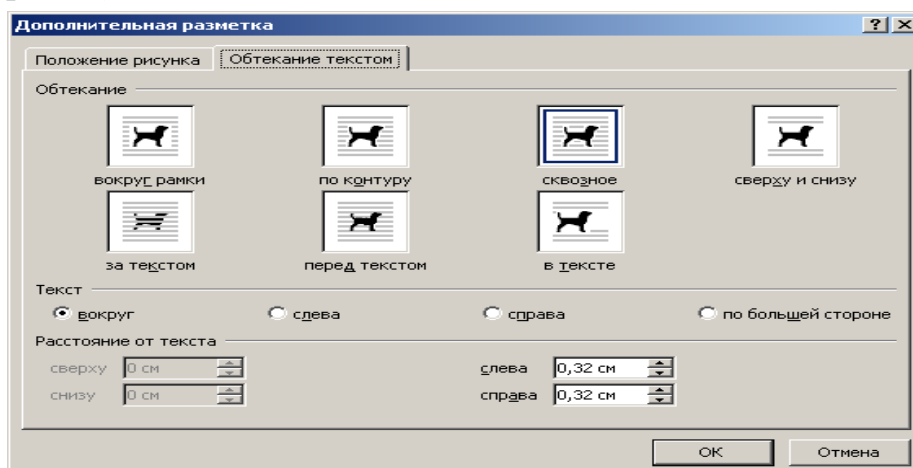 Дополнительная разметка
Положение рисунка Обтекание текстом
Обтекание
вокруг рамки по контуру сквозное сверху и снизу
за текстом перед текстом в тексте
Текст
вокруг слева справа по большей стороне
Расстояние от текста
сверху 0 см слева 0,32 см
снизу 0 см справа 0,32 см
ОК Отмена